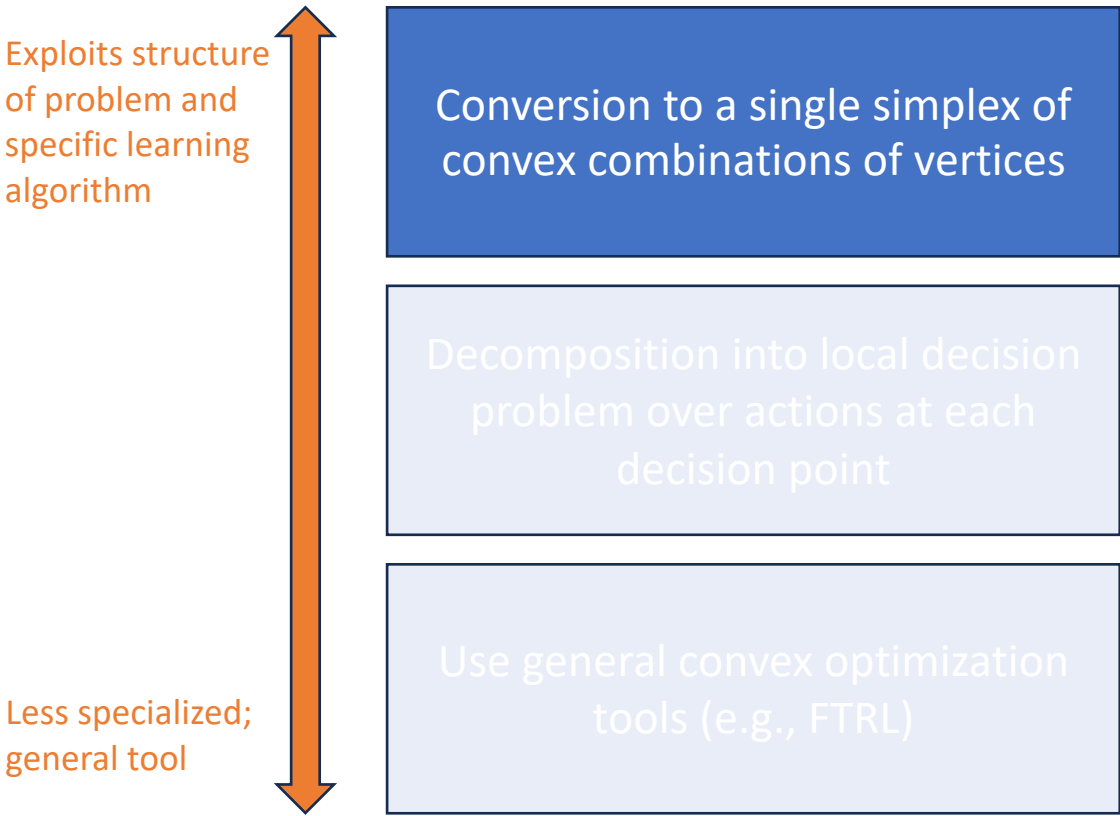 Exploits structure
of problem and
specific learning
algorithm
Conversion to a single simplex of
convex combinations of vertices
Decomposition into local decision
problem over actions at each
decision point
Use general convex optimization
tools (e.g., FTRL)
Less specialized;
general tool